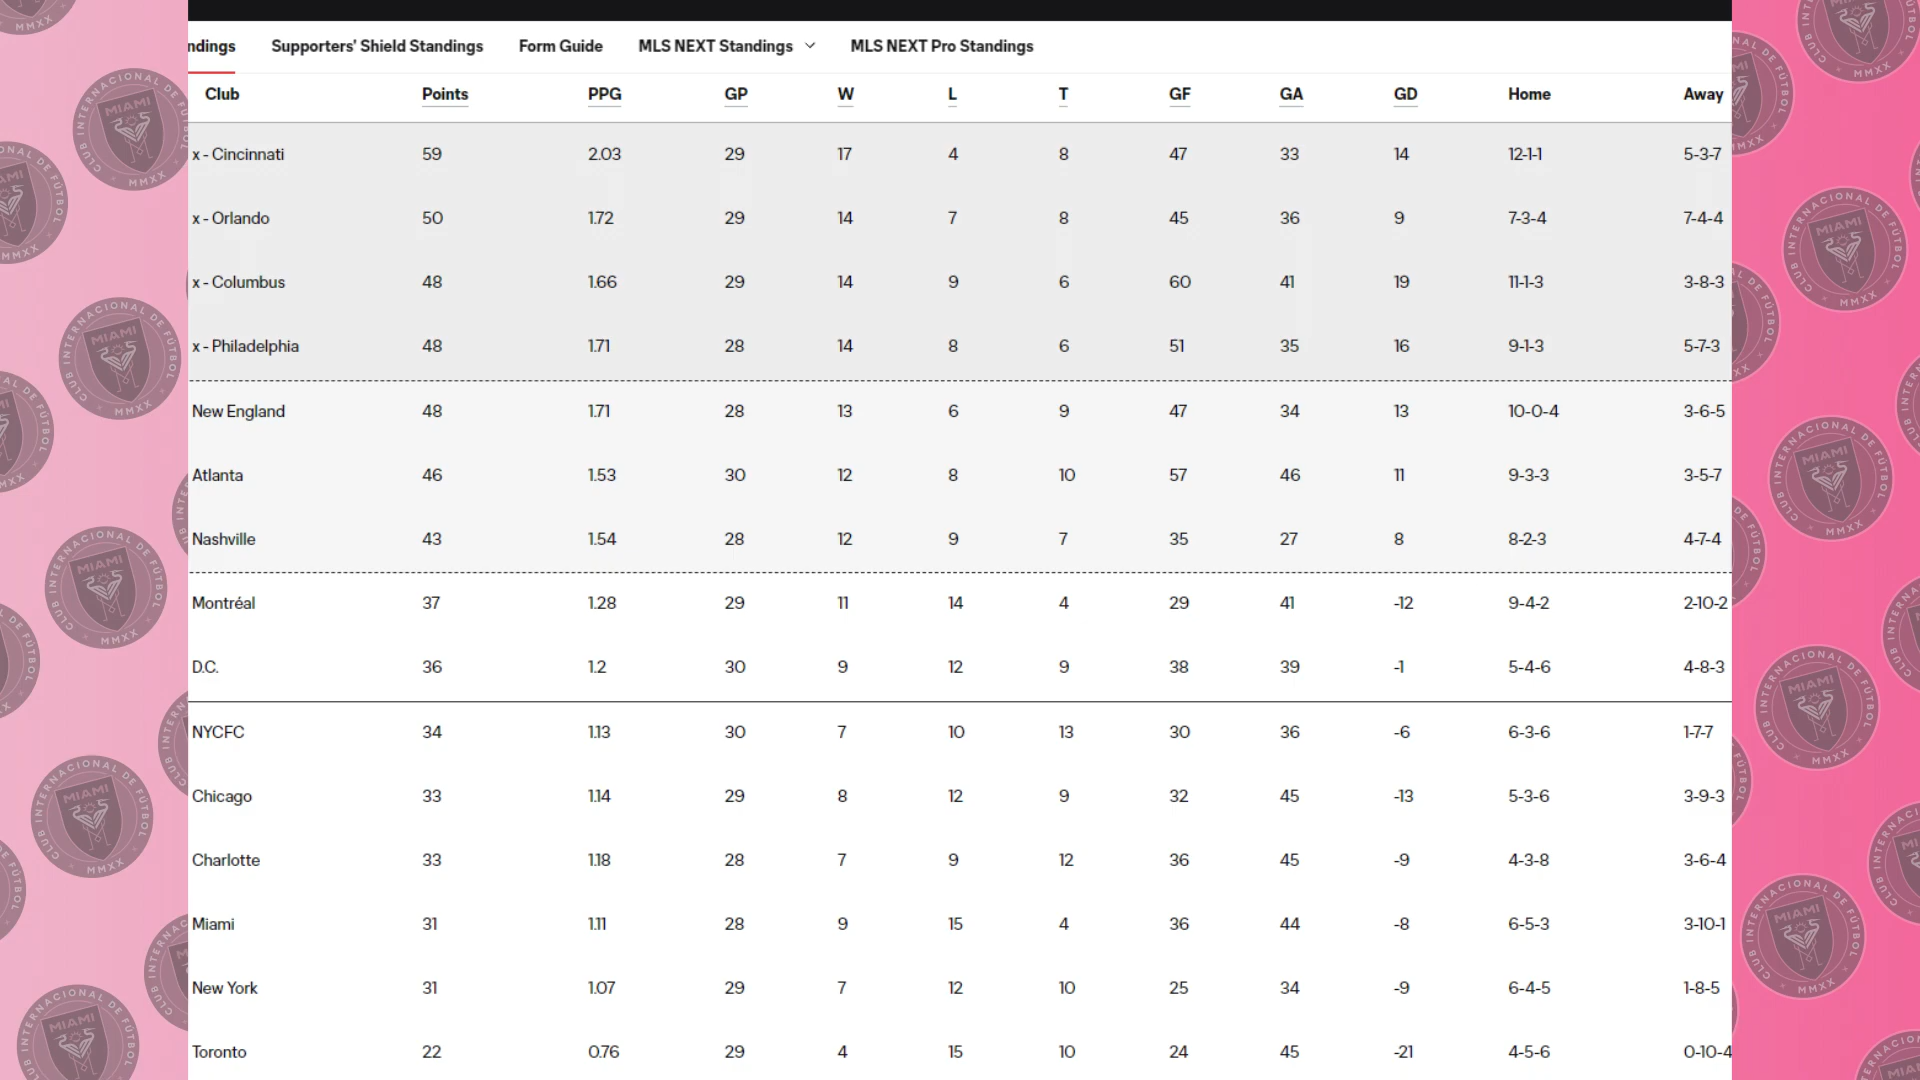 ndings Supporters' Shield Standings Form Guide MLS NEXT Standings MLS NEXT Pro Standings
Club Points PPG GP W L T GF GA GD Home Away
x - Cincinnati 59 2.03 29 17 4 8 47 33 14 12-1-1 5-3-7
x - Orlando 50 1.72 29 14 7 8 45 36 9 7-3-4 7-4-4
x - Columbus 48 1.66 29 14 9 6 60 41 19 11-1-3 3-8-3
x - Philadelphia 48 1.71 28 14 8 6 51 35 16 9-1-3 5-7-3
New England 48 1.71 28 13 6 9 47 34 13 10-0-4 3-6-5
Atlanta 46 1.53 30 12 8 10 57 46 11 9-3-3 3-5-7
Nashville 43 1.54 28 12 9 7 35 27 8 8-2-3 4-7-4
Montréal 37 1.28 29 11 14 4 29 41 -12 9-4-2 2-10-2
D.C. 36 1.2 30 9 12 9 38 39 -1 5-4-6 4-8-3
NYCFC 34 1.13 30 7 10 13 30 36 -6 6-3-6 1-7-7
Chicago 33 1.14 29 8 12 9 32 45 -13 5-3-6 3-9-3
Charlotte 33 1.18 28 7 9 12 36 45 -9 4-3-8 3-6-4
Miami 31 1.11 28 9 15 4 36 44 -8 6-5-3 3-10-1
New York 31 1.07 29 7 12 10 25 34 -9 6-4-5 1-8-5
Toronto 22 0.76 29 4 15 10 24 45 -21 4-5-6 0-10-4
CLUB INTERNACIONAL DE FÚTBOL
MIAMI
MMXX